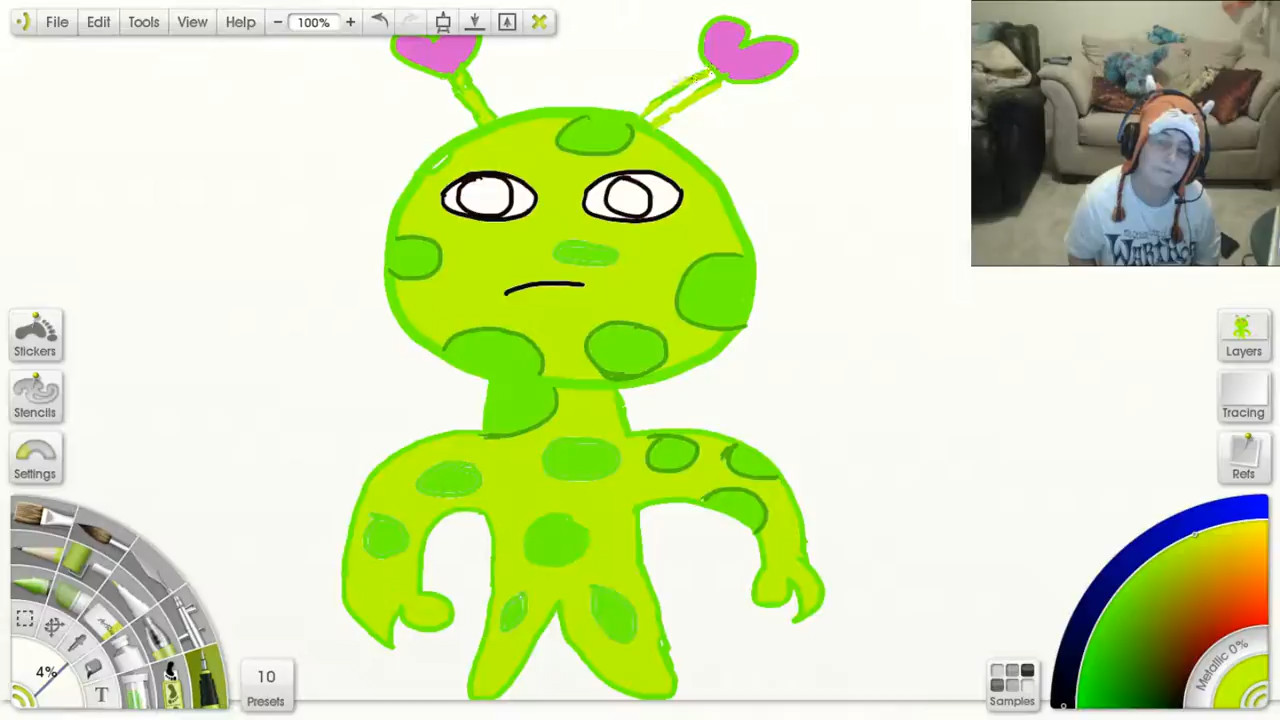 File Edit Tools View Help − 100% +
Stickers
Stencils
Settings
Layers
Tracing
Refs
4%
T
10
Presets
Samples
Metallic 0%